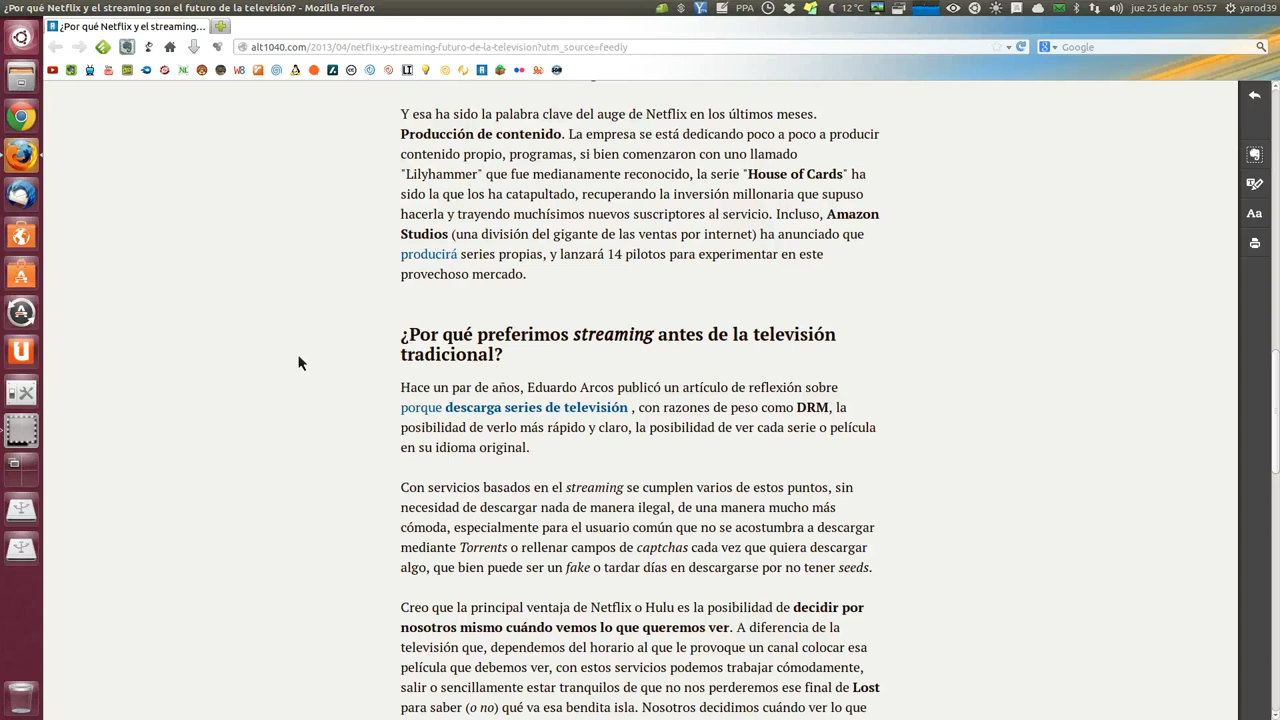 ¿Por qué Netflix y el streaming son el futuro de la televisión? - Mozilla Firefox
PPA
12 °C
jue 25 de abr 05:57
yarod39
¿Por qué Netflix y el streaming...
alt1040.com/2013/04/netflix-y-streaming-futuro-de-la-television?utm_source=feedly
Google
Y esa ha sido la palabra clave del auge de Netflix en los últimos meses.
Producción de contenido. La empresa se está dedicando poco a poco a producir
contenido propio, programas, si bien comenzaron con uno llamado
"Lilyhammer" que fue medianamente reconocido, la serie "House of Cards" ha
sido la que los ha catapultado, recuperando la inversión millonaria que supuso
hacerla y trayendo muchísimos nuevos suscriptores al servicio. Incluso, Amazon
Studios (una división del gigante de las ventas por internet) ha anunciado que
producirá series propias, y lanzará 14 pilotos para experimentar en este
provechoso mercado.
¿Por qué preferimos streaming antes de la televisión
tradicional?
Hace un par de años, Eduardo Arcos publicó un artículo de reflexión sobre
porque descarga series de televisión , con razones de peso como DRM, la
posibilidad de verlo más rápido y claro, la posibilidad de ver cada serie o película
en su idioma original.
Con servicios basados en el streaming se cumplen varios de estos puntos, sin
necesidad de descargar nada de manera ilegal, de una manera mucho más
cómoda, especialmente para el usuario común que no se acostumbra a descargar
mediante Torrents o rellenar campos de captchas cada vez que quiera descargar
algo, que bien puede ser un fake o tardar días en descargarse por no tener seeds.
Creo que la principal ventaja de Netflix o Hulu es la posibilidad de decidir por
nosotros mismo cuándo vemos lo que queremos ver. A diferencia de la
televisión que, dependemos del horario al que le provoque un canal colocar esa
película que debemos ver, con estos servicios podemos trabajar cómodamente,
salir o sencillamente estar tranquilos de que no nos perderemos ese final de Lost
para saber (o no) qué va esa bendita isla. Nosotros decidimos cuándo ver lo que
Aa